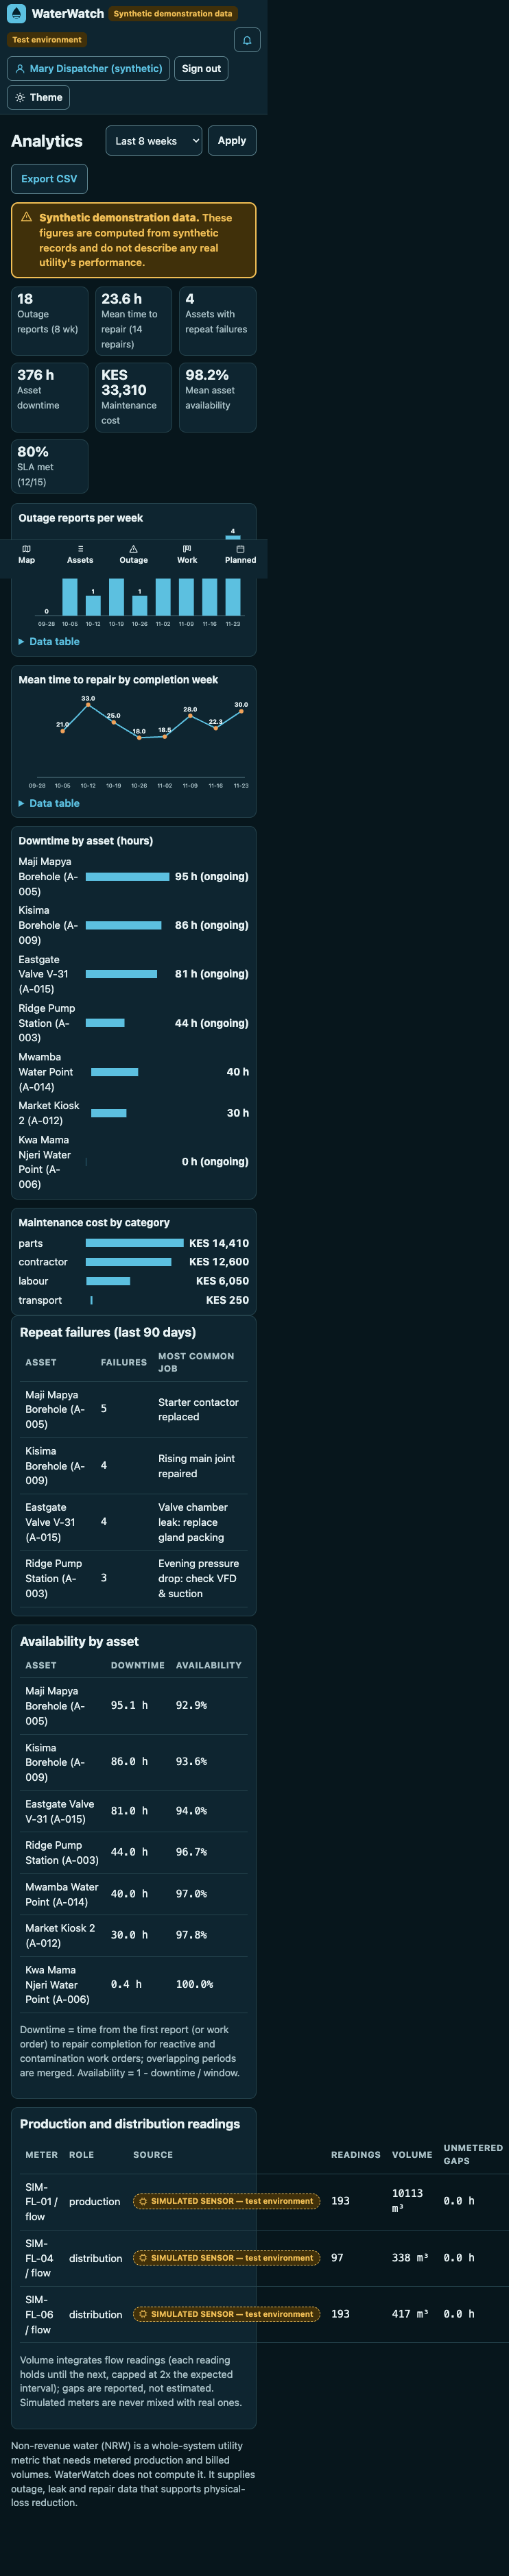 WaterWatch Synthetic demonstration data
Test environment
Mary Dispatcher (synthetic) Sign out
Theme
Analytics Last 8 weeks Apply
Export CSV
Synthetic demonstration data. These
figures are computed from synthetic
records and do not describe any real
utility's performance.
18
Outage
reports (8 wk)
23.6 h
Mean time to
repair (14
repairs)
4
Assets with
repeat failures
376 h
Asset
downtime
KES
33,310
Maintenance
cost
98.2%
Mean asset
availability
80%
SLA met
(12/15)
Outage reports per week
4
Map Assets Outage Work Planned
0 1 1
09-28 10-05 10-12 10-19 10-26 11-02 11-09 11-16 11-23
Data table
Mean time to repair by completion week
21.0 33.0 25.0 18.0 18.5 28.0 22.3 30.0
09-28 10-05 10-12 10-19 10-26 11-02 11-09 11-16 11-23
Data table
Downtime by asset (hours)
Maji Mapya
Borehole (A-
005)
95 h (ongoing)
Kisima
Borehole (A-
009)
86 h (ongoing)
Eastgate
Valve V-31
(A-015)
81 h (ongoing)
Ridge Pump
Station (A-
003)
44 h (ongoing)
Mwamba
Water Point
(A-014)
40 h
Market Kiosk
2 (A-012)
30 h
Kwa Mama
Njeri Water
Point (A-
006)
0 h (ongoing)
Maintenance cost by category
parts KES 14,410
contractor KES 12,600
labour KES 6,050
transport KES 250
Repeat failures (last 90 days)
ASSET FAILURES MOST COMMON
JOB
Maji Mapya
Borehole (A-
005)
5
Starter contactor
replaced
Kisima
Borehole (A-
009)
4
Rising main joint
repaired
Eastgate
Valve V-31
(A-015)
4
Valve chamber
leak: replace
gland packing
Ridge Pump
Station (A-
003)
3
Evening pressure
drop: check VFD
& suction
Availability by asset
ASSET DOWNTIME AVAILABILITY
Maji Mapya
Borehole (A-
005)
95.1 h 92.9%
Kisima
Borehole (A-
009)
86.0 h 93.6%
Eastgate Valve
V-31 (A-015)
81.0 h 94.0%
Ridge Pump
Station (A-003)
44.0 h 96.7%
Mwamba Water
Point (A-014)
40.0 h 97.0%
Market Kiosk 2
(A-012)
30.0 h 97.8%
Kwa Mama
Njeri Water
Point (A-006)
0.4 h 100.0%
Downtime = time from the first report (or work
order) to repair completion for reactive and
contamination work orders; overlapping periods
are merged. Availability = 1 - downtime / window.
Production and distribution readings
METER ROLE SOURCE READINGS VOLUME UNMETERED
GAPS
SIM-
FL-01 /
flow
production SIMULATED SENSOR — test environment 193 10113
m³
0.0 h
SIM-
FL-04
/ flow
distribution SIMULATED SENSOR — test environment 97 338 m³ 0.0 h
SIM-
FL-06
/ flow
distribution SIMULATED SENSOR — test environment 193 417 m³ 0.0 h
Volume integrates flow readings (each reading
holds until the next, capped at 2x the expected
interval); gaps are reported, not estimated.
Simulated meters are never mixed with real ones.
Non-revenue water (NRW) is a whole-system utility
metric that needs metered production and billed
volumes. WaterWatch does not compute it. It supplies
outage, leak and repair data that supports physical-
loss reduction.